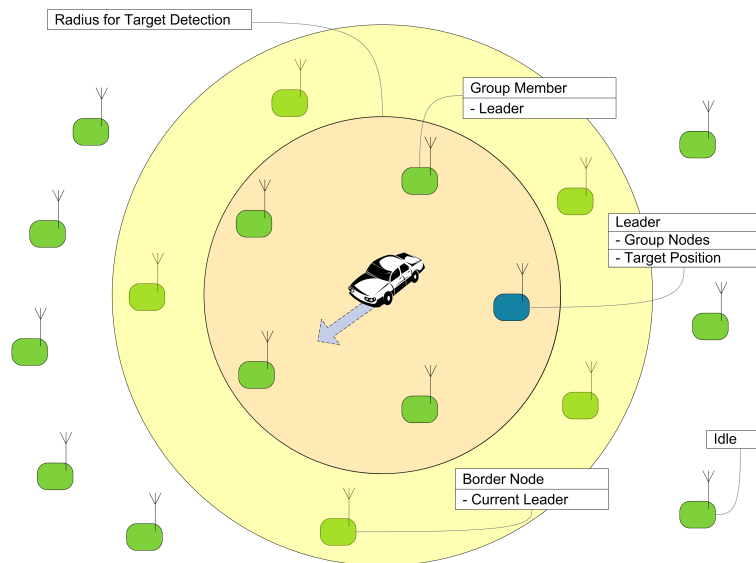 Radius for Target Detection
Group Member
- Leader
Leader
- Group Nodes
- Target Position
Idle
Border Node
- Current Leader